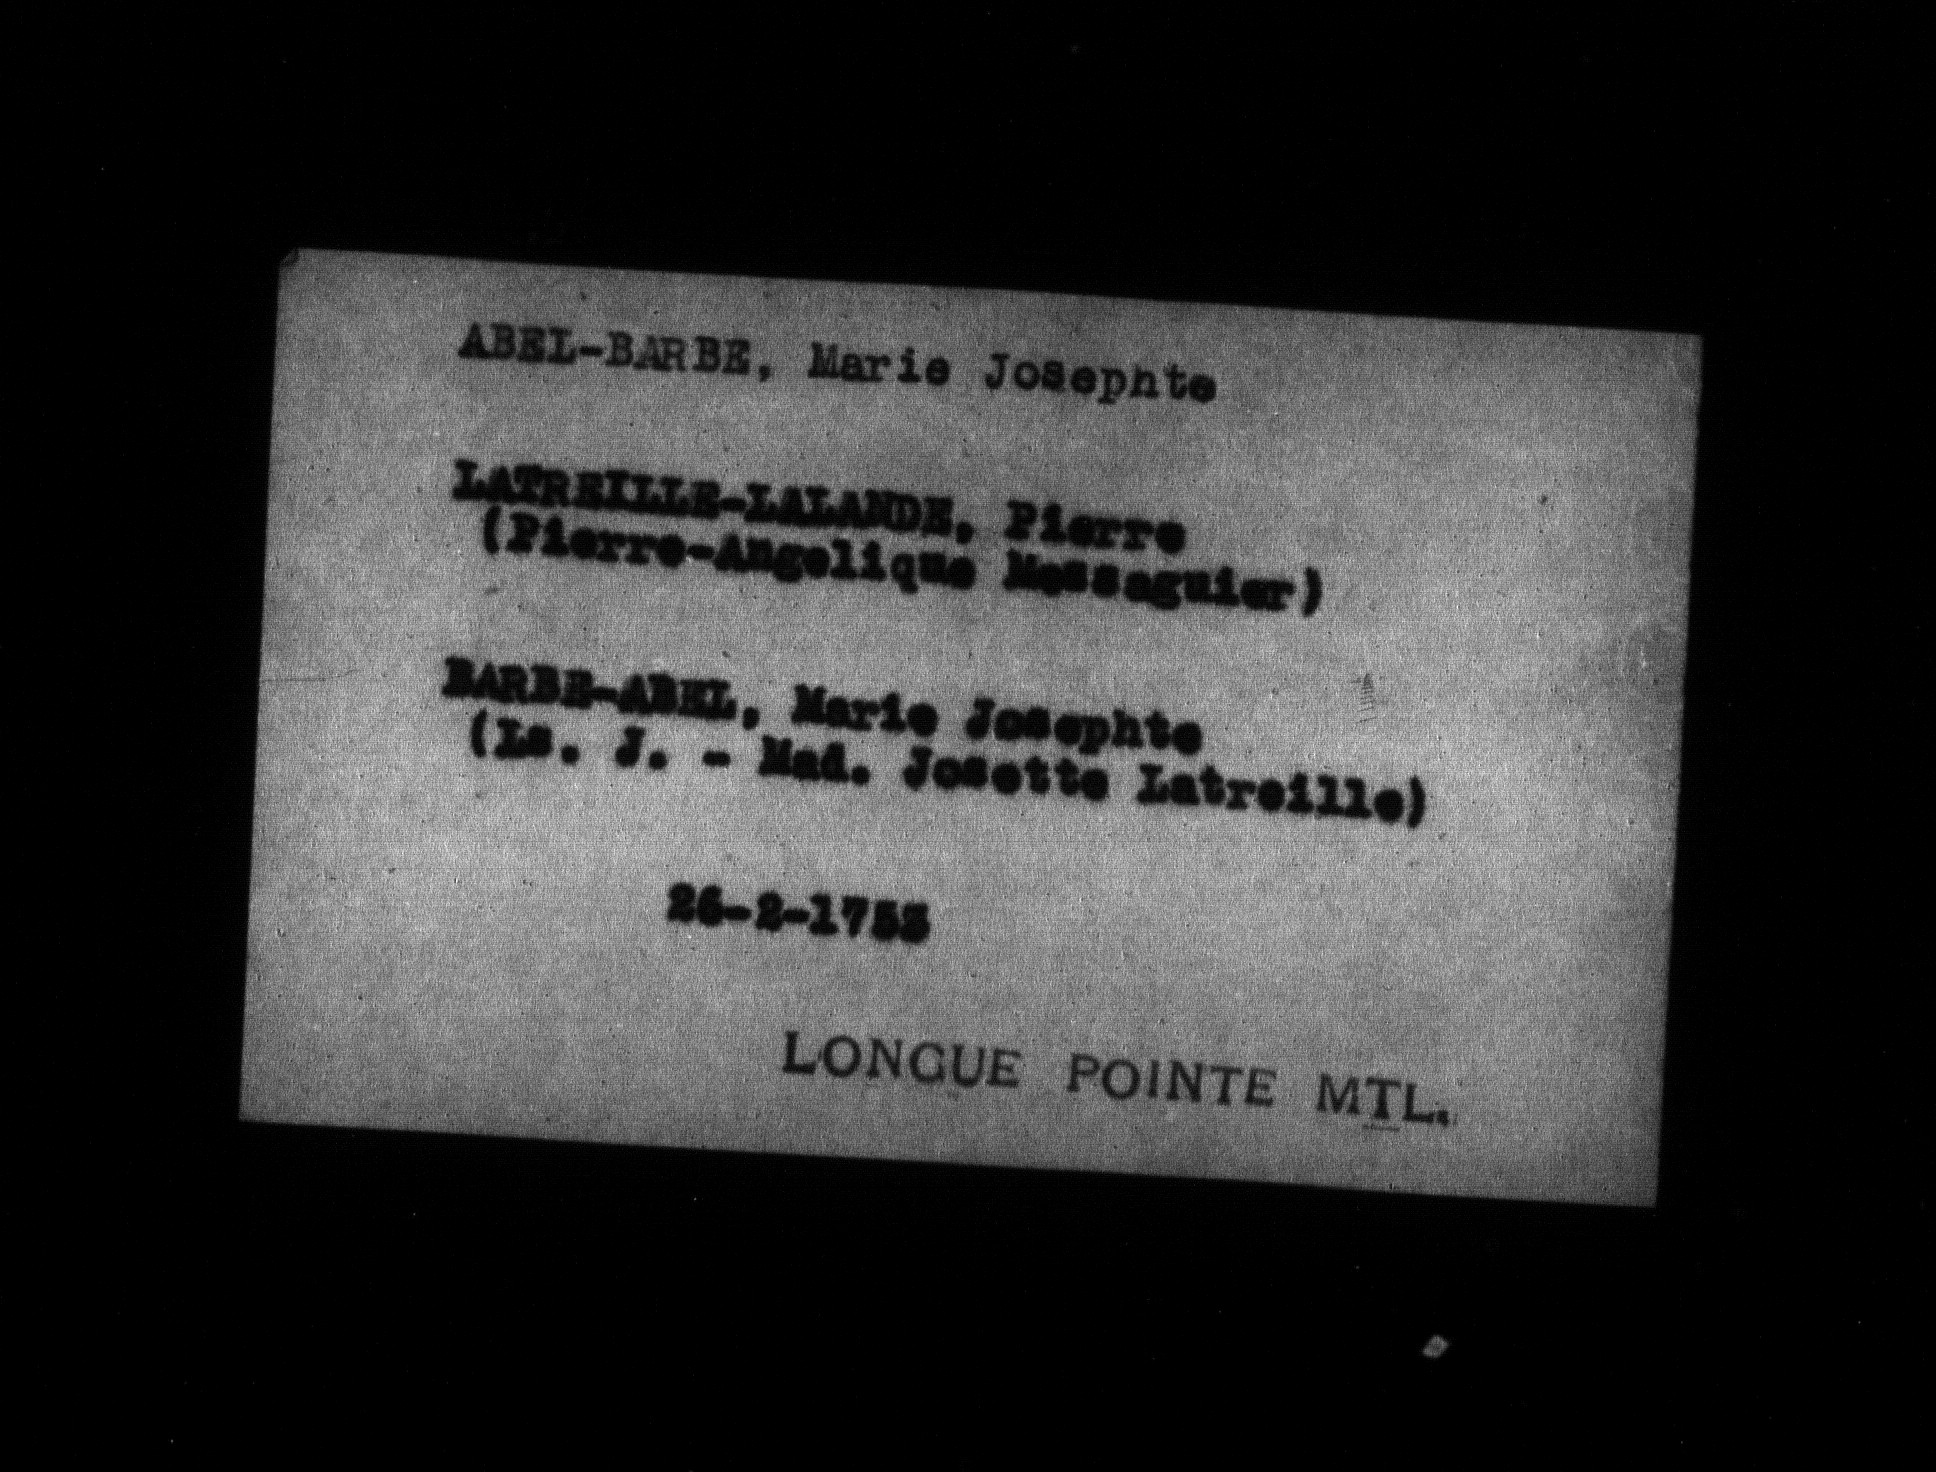 ABEL-BARBE, Marie Josephte
LATREILLE-LALANDE, Pierre
(Pierre-Angelique Messaguier)
BARBE-ABEL, Marie Josephte
(Ls. J. - Mad. Josette Latreille)
26-2-1753
LONGUE POINTE MTL.